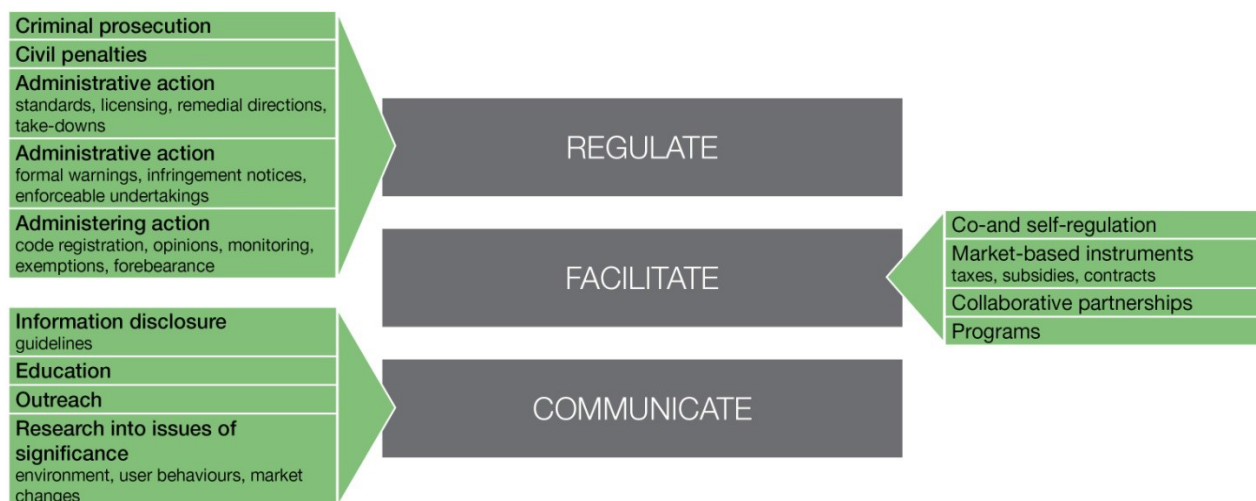 Criminal prosecution
Civil penalties
Administrative action
standards, licensing, remedial directions,
take-downs
Administrative action
formal warnings, infringement notices,
enforceable undertakings
Administering action
code registration, opinions, monitoring,
exemptions, forebearance
Information disclosure
guidelines
Education
Outreach
Research into issues of
significance
environment, user behaviours, market
changes
REGULATE
FACILITATE
COMMUNICATE
Co-and self-regulation
Market-based instruments
taxes, subsidies, contracts
Collaborative partnerships
Programs